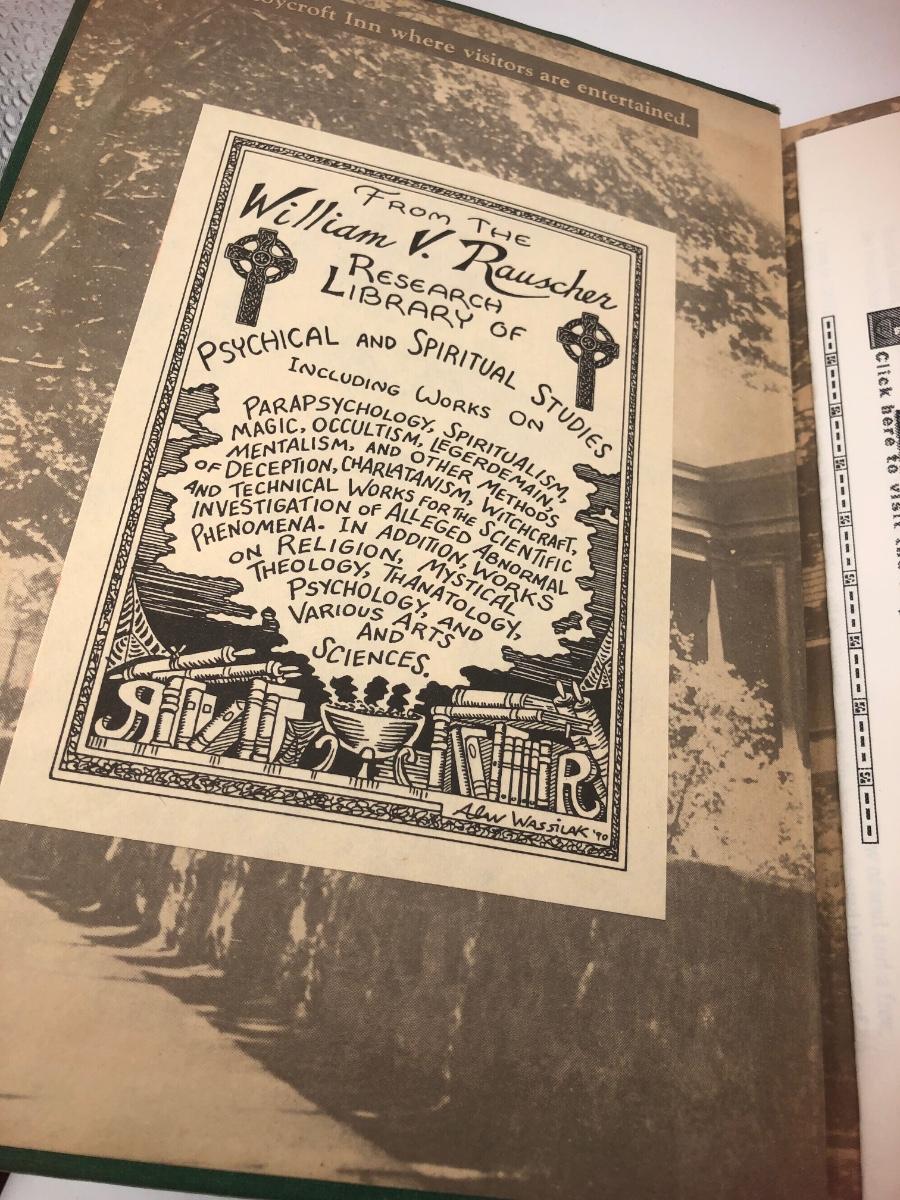 oycroft Inn where visitors are entertained.
FROM THE
William V. Rauscher
RESEARCH
LIBRARY OF
PSYCHICAL AND SPIRITUAL STUDIES
INCLUDING WORKS ON
PARAPSYCHOLOGY, SPIRITUALISM,
MAGIC, OCCULTISM, LEGERDEMAIN,
MENTALISM, AND OTHER METHODS
OF DECEPTION, CHARLATANISM, WITCHCRAFT,
AND TECHNICAL WORKS FOR THE SCIENTIFIC
INVESTIGATION OF ALLEGED ABNORMAL
PHENOMENA. IN ADDITION, WORKS
ON RELIGION, MYSTICAL
THEOLOGY, THANATOLOGY,
PSYCHOLOGY, AND
VARIOUS ARTS
AND
SCIENCES.
R
R
ALAN WASSILAK '90
Click here to visit